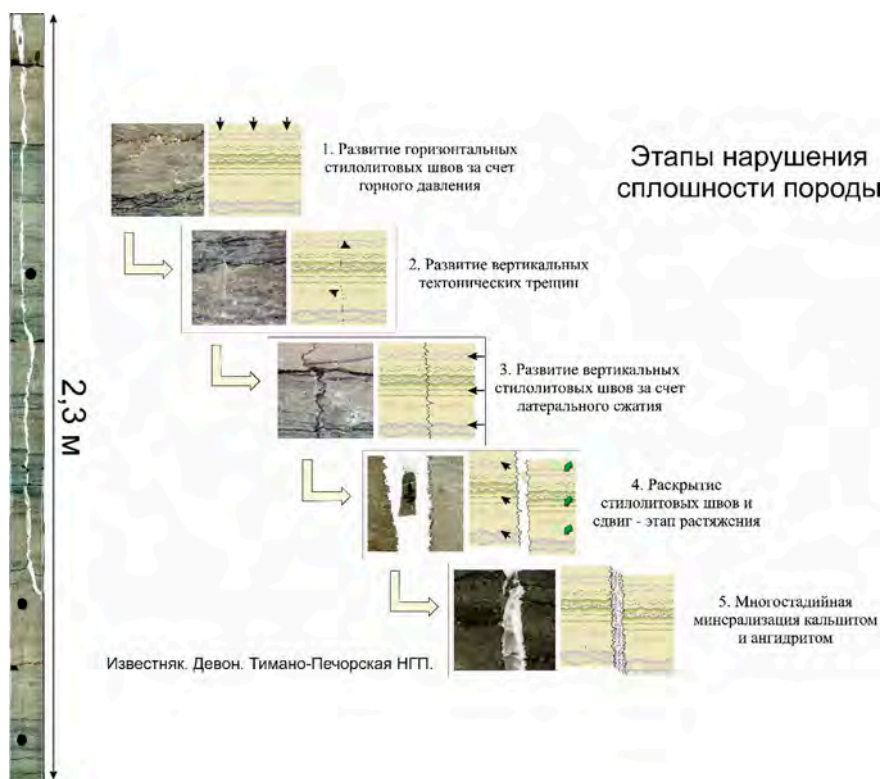 Этапы нарушения
сплошности породы
1. Развитие горизонтальных
стилолитовых швов за счет
горного давления
2. Развитие вертикальных
тектонических трещин
3. Развитие вертикальных
стилолитовых швов за счет
латерального сжатия
4. Раскрытие
стилолитовых швов и
сдвиг - этап растяжения
5. Многостадийная
минерализация кальцитом
и ангидритом
2,3 м
Известняк. Девон. Тимано-Печорская НГП.